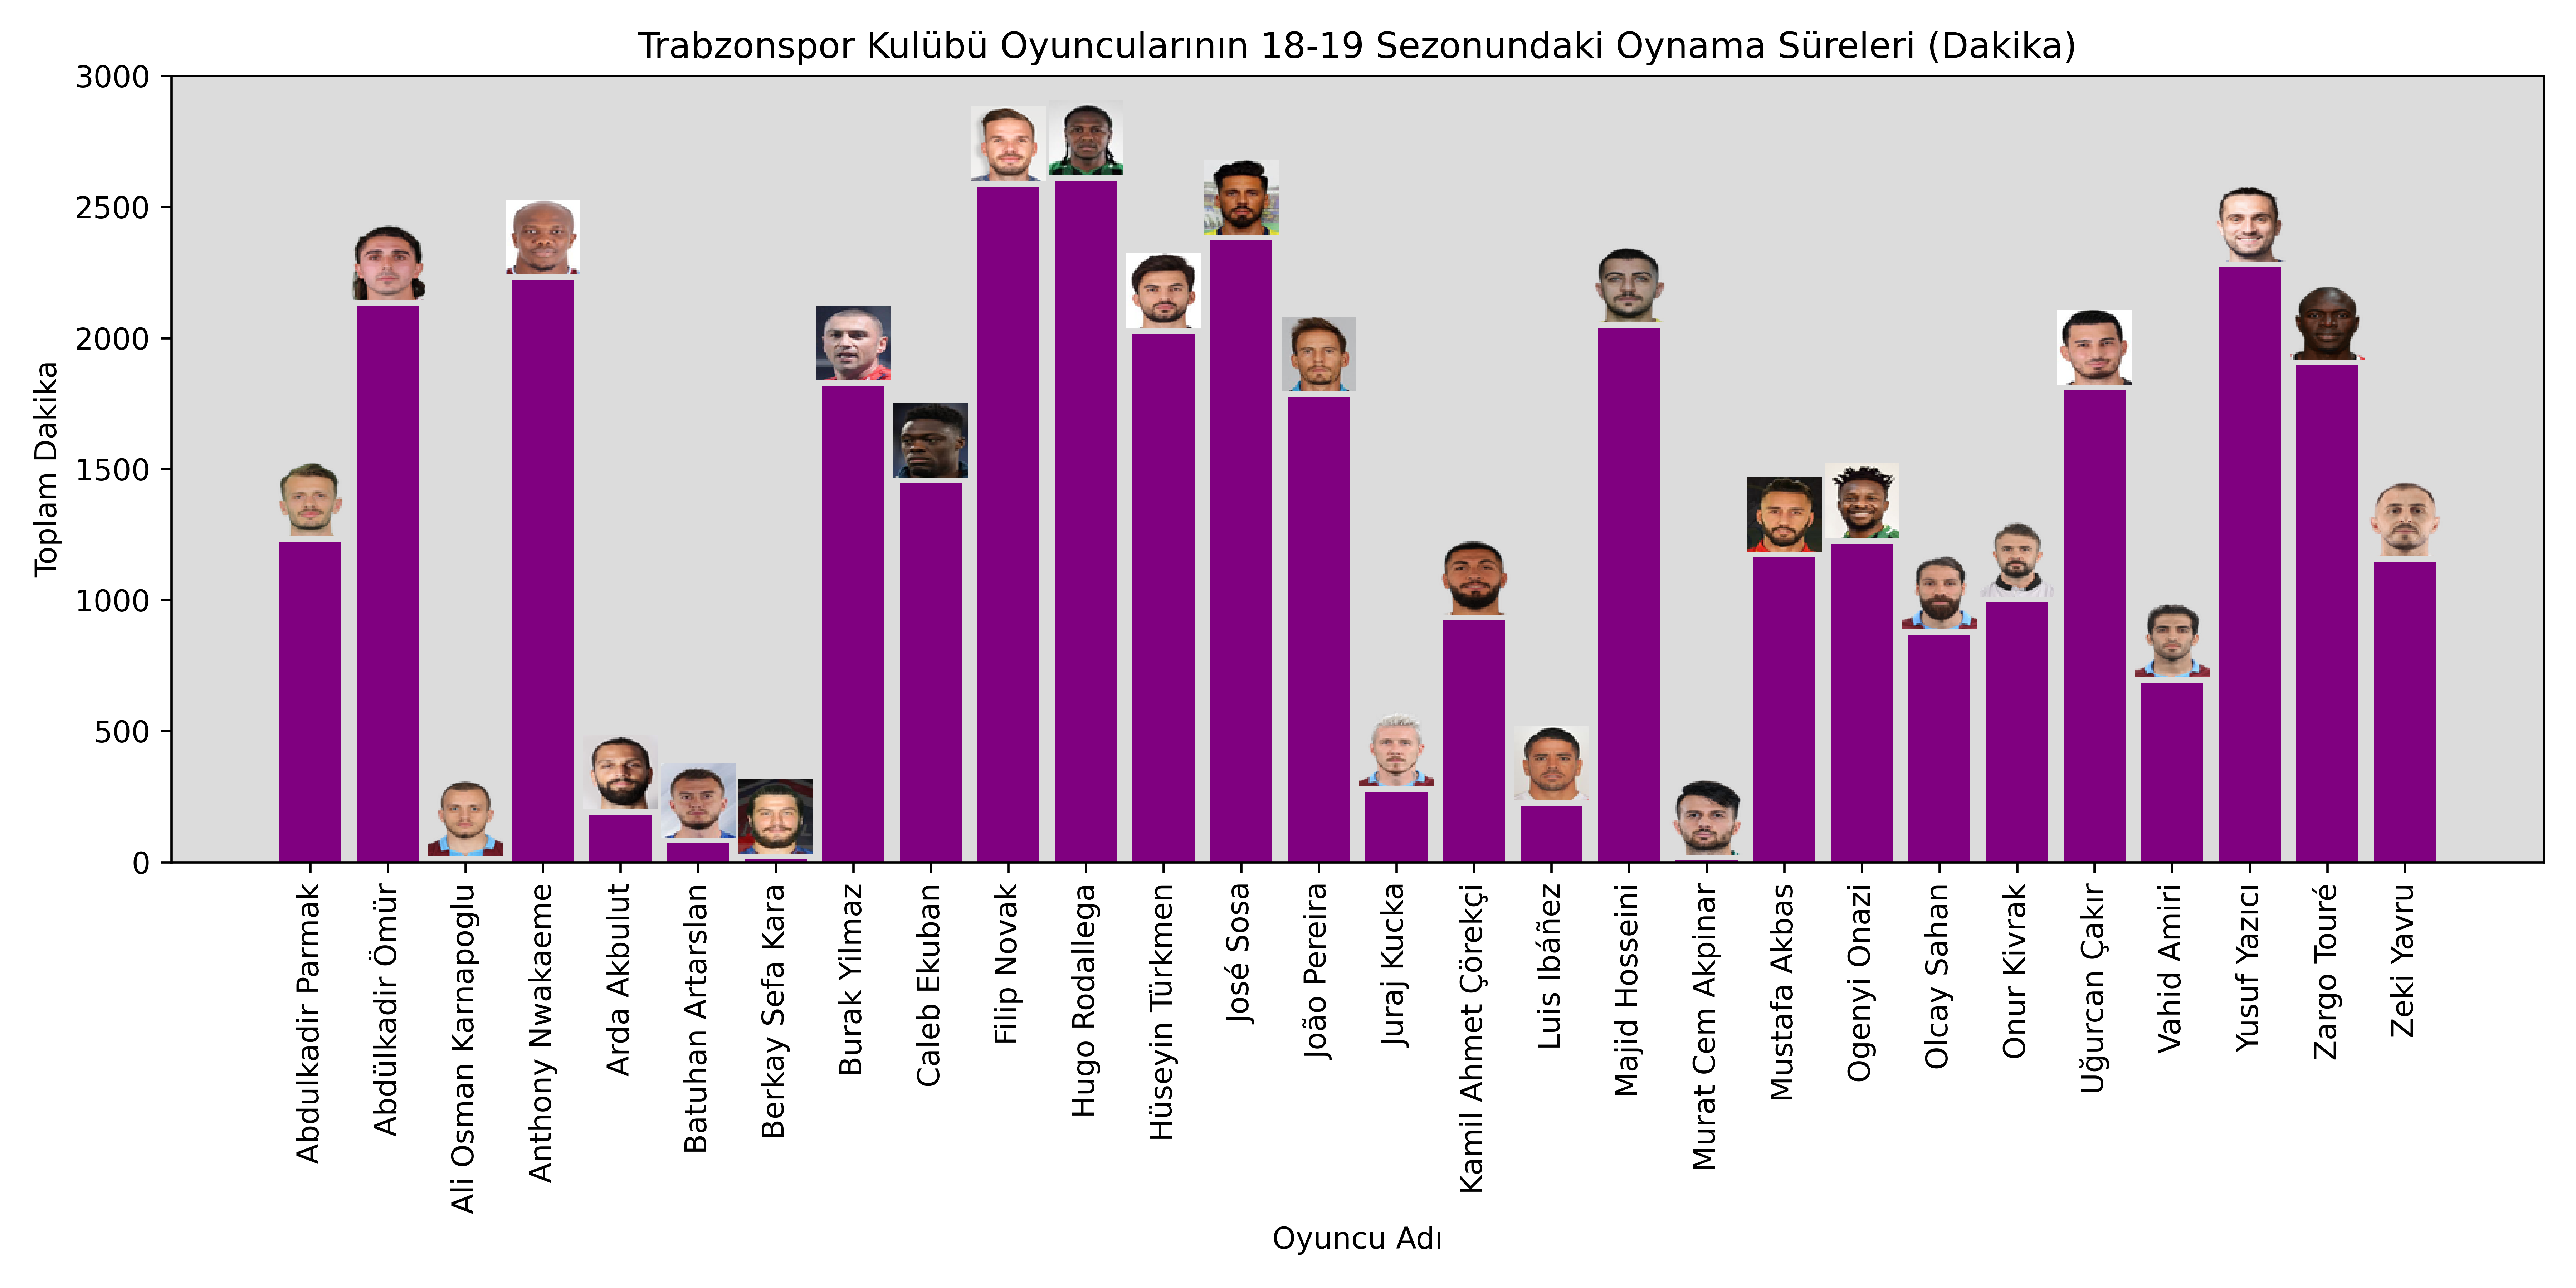 Trabzonspor Kulübü Oyuncularının 18-19 Sezonundaki Oynama Süreleri (Dakika)
Toplam Dakika
3000
2500
2000
1500
1000
500
0
Abdulkadir Parmak
Abdülkadir Ömür
Ali Osman Karnapoglu
Anthony Nwakaeme
Arda Akbulut
Batuhan Artarslan
Berkay Sefa Kara
Burak Yilmaz
Caleb Ekuban
Filip Novak
Hugo Rodallega
Hüseyin Türkmen
José Sosa
João Pereira
Juraj Kucka
Kamil Ahmet Çörekçi
Luis Ibáñez
Majid Hosseini
Murat Cem Akpinar
Mustafa Akbas
Ogenyi Onazi
Olcay Sahan
Onur Kivrak
Uğurcan Çakır
Vahid Amiri
Yusuf Yazıcı
Zargo Touré
Zeki Yavru
Oyuncu Adı